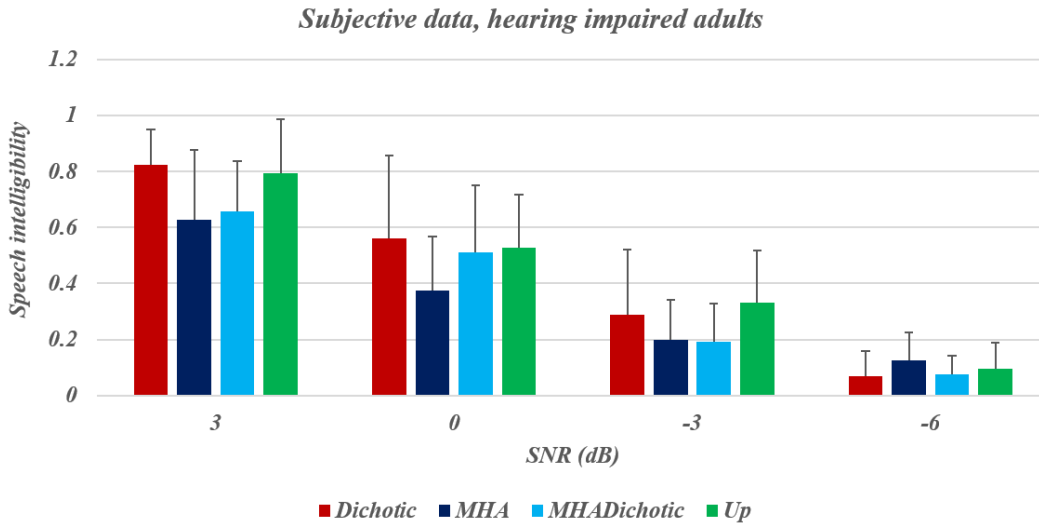 Subjective data, hearing impaired adults
Speech intelligibility
1.2
1
0.8
0.6
0.4
0.2
0
3 0 -3 -6
SNR (dB)
Dichotic MHA MHADichotic Up